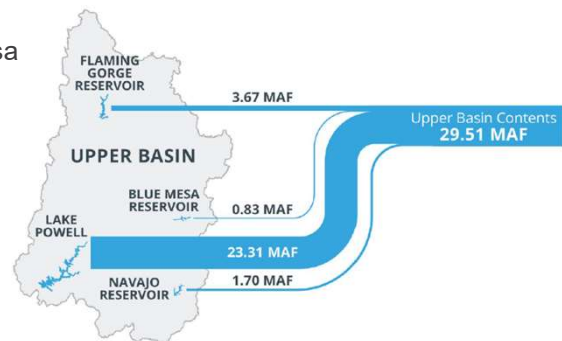 sa
FLAMING
GORGE
RESERVOIR
3.67 MAF
Upper Basin Contents
29.51 MAF
UPPER BASIN
BLUE MESA
RESERVOIR
0.83 MAF
LAKE
POWELL
23.31 MAF
NAVAJO
RESERVOIR
1.70 MAF